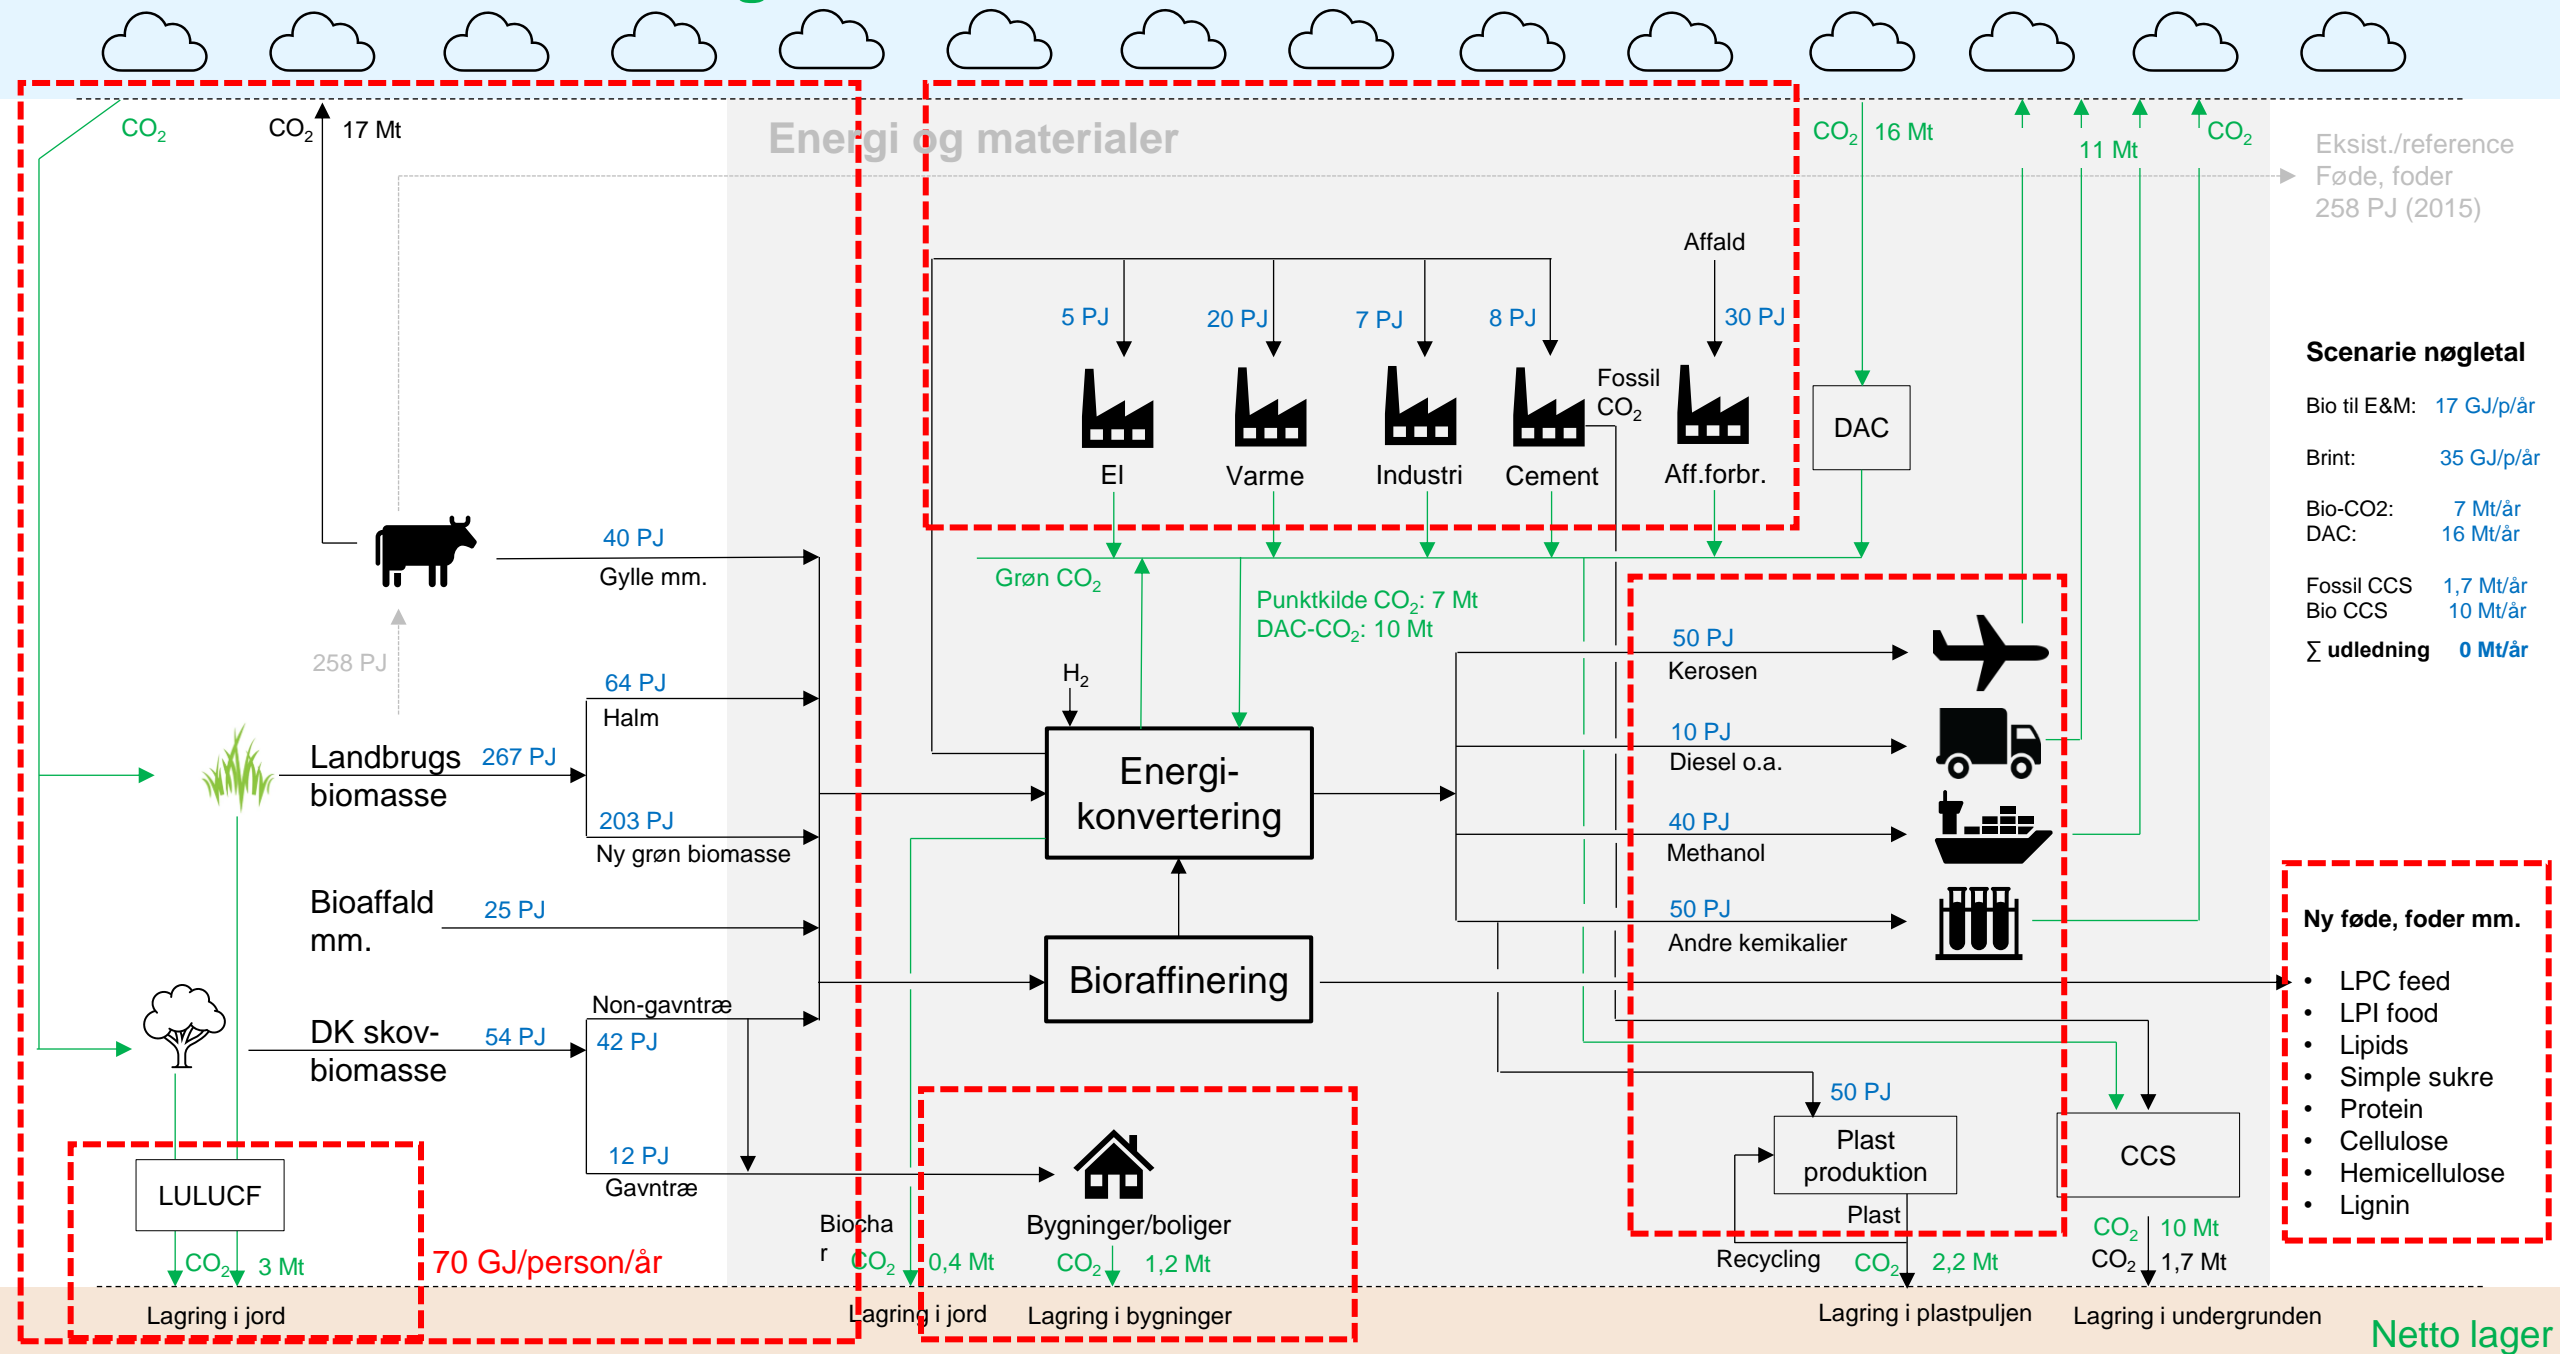 CO2
CO2
17 Mt
Energi og materialer
CO2
16 Mt
11 Mt
CO2
Eksist./reference
Føde, foder
258 PJ (2015)
Affald
5 PJ
20 PJ
7 PJ
8 PJ
30 PJ
Fossil
CO2
DAC
El
Varme
Industri
Cement
Aff.forbr.
Scenarie nøgletal
Bio til E&M: 17 GJ/p/år
Brint: 35 GJ/p/år
Bio-CO2: 7 Mt/år
DAC: 16 Mt/år
Fossil CCS 1,7 Mt/år
Bio CCS 10 Mt/år
∑ udledning 0 Mt/år
40 PJ
Gylle mm.
Grøn CO2
Punktkilde CO2: 7 Mt
DAC-CO2: 10 Mt
258 PJ
64 PJ
Halm
H2
50 PJ
Kerosen
Landbrugs
biomasse
267 PJ
Energi-
konvertering
10 PJ
Diesel o.a.
203 PJ
Ny grøn biomasse
40 PJ
Methanol
Bioaffald
mm.
25 PJ
50 PJ
Andre kemikalier
Bioraffinering
Non-gavntræ
DK skov-
biomasse
54 PJ
42 PJ
Ny føde, foder mm.
• LPC feed
• LPI food
• Lipids
• Simple sukre
• Protein
• Cellulose
• Hemicellulose
• Lignin
50 PJ
Plast
produktion
CCS
12 PJ
Gavntræ
LULUCF
Biocha
r
Bygninger/boliger
Plast
Recycling
CO2 3 Mt
70 GJ/person/år
CO2 0,4 Mt
CO2 1,2 Mt
CO2 2,2 Mt
CO2 10 Mt
CO2 1,7 Mt
Lagring i jord
Lagring i jord
Lagring i bygninger
Lagring i plastpuljen
Lagring i undergrunden
Netto lager